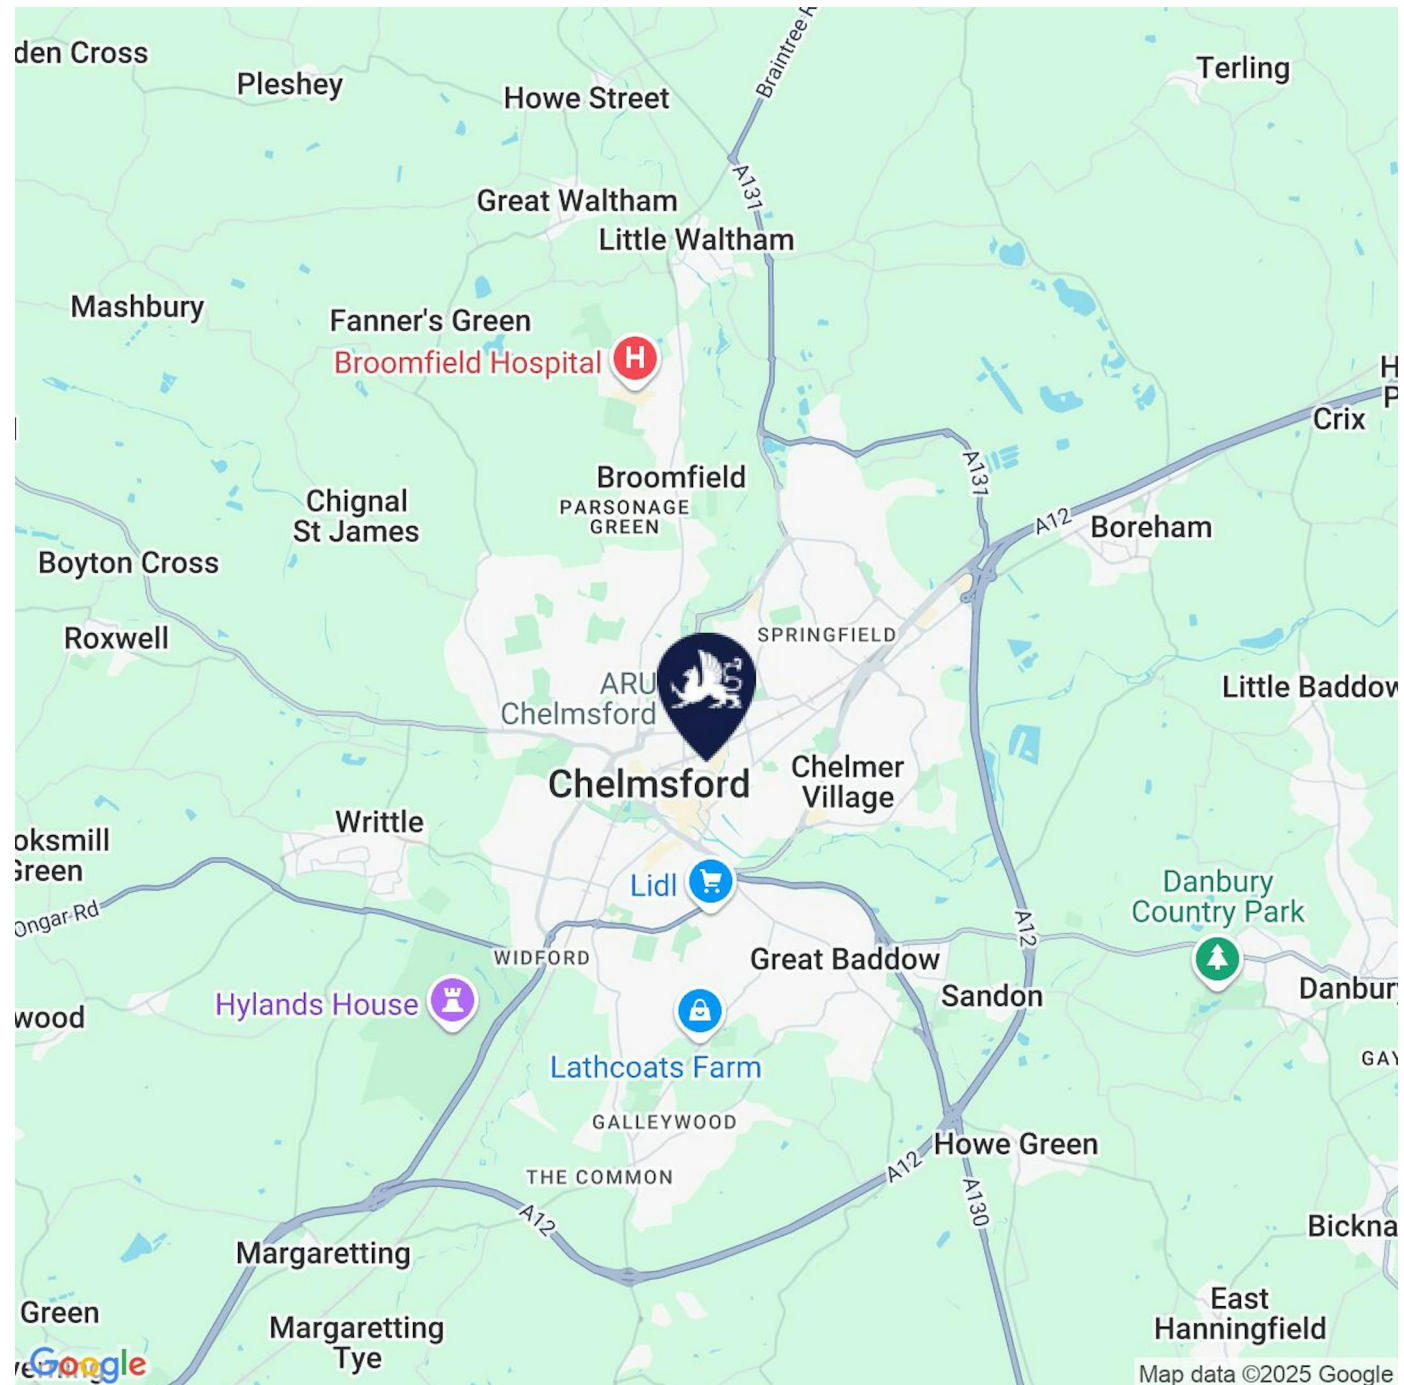 den Cross
Pleshey
Howe Street
Braintree R
Terling
A131
Great Waltham
Little Waltham
Mashbury
Fanner's Green
Broomfield Hospital
H
H
P
Crix
Broomfield
A131
PARSONAGE
GREEN
Chignal
St James
A12
Boreham
Boyton Cross
Roxwell
SPRINGFIELD
ARU
Chelmsford
Little Baddow
Chelmsford
Chelmer
Village
Writtle
oksmill
Green
Lidl
Danbury
Country Park
Ongar Rd
A12
WIDFORD
Great Baddow
Sandon
Danbury
Hylands House
wood
Lathcoats Farm
GAY
GALLEYWOOD
Howe Green
THE COMMON
A12
A130
A12
Bickna
Margaretting
Green
East
Hanningfield
Margaretting
Tye
Google
Map data ©2025 Google